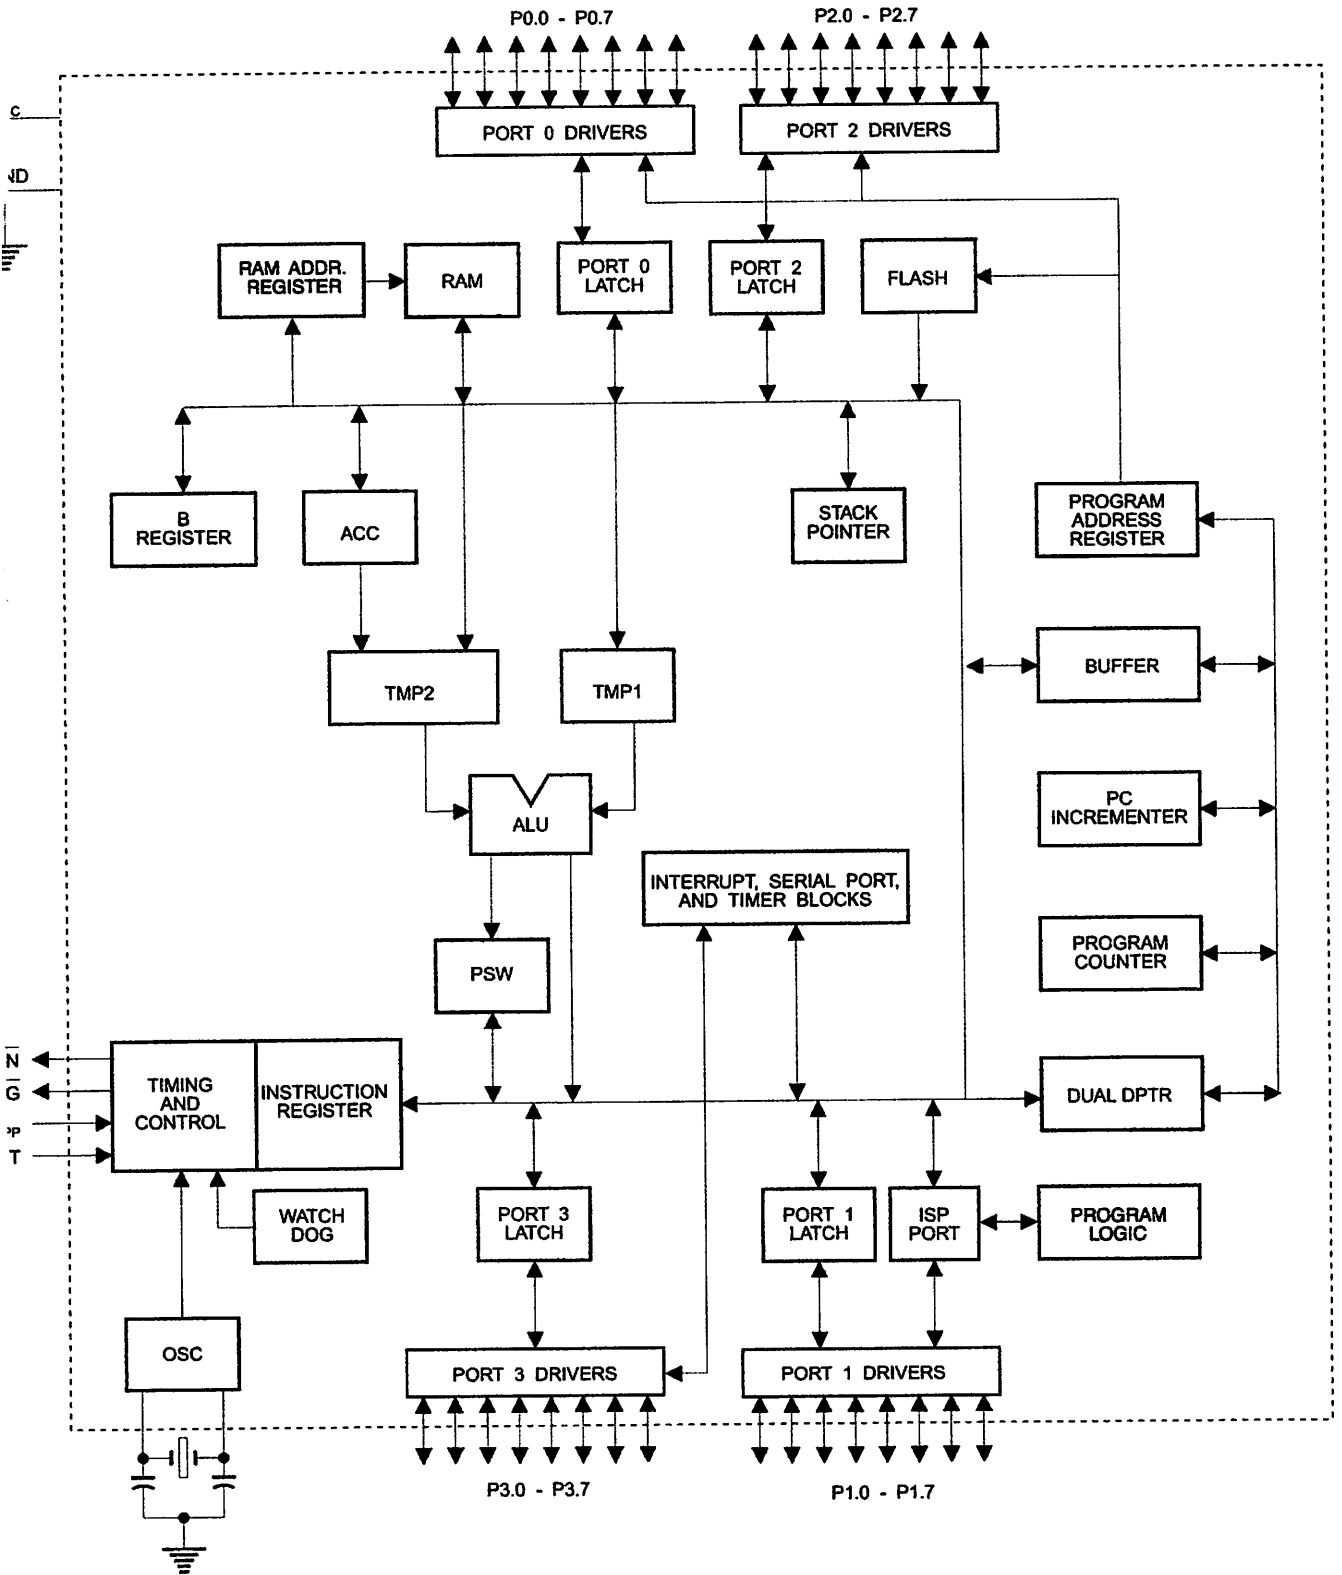 P0.0 - P0.7
P2.0 - P2.7
C
ND
PORT 0 DRIVERS
PORT 2 DRIVERS
RAM ADDR.
REGISTER
RAM
PORT 0
LATCH
PORT 2
LATCH
FLASH
B
REGISTER
ACC
STACK
POINTER
PROGRAM
ADDRESS
REGISTER
TMP2
TMP1
BUFFER
ALU
PC
INCREMENTER
INTERRUPT, SERIAL PORT,
AND TIMER BLOCKS
PSW
PROGRAM
COUNTER
N
G
PP
T
TIMING
AND
CONTROL
INSTRUCTION
REGISTER
DUAL DPTR
WATCH
DOG
PORT 3
LATCH
PORT 1
LATCH
ISP
PORT
PROGRAM
LOGIC
OSC
PORT 3 DRIVERS
PORT 1 DRIVERS
P3.0 - P3.7
P1.0 - P1.7